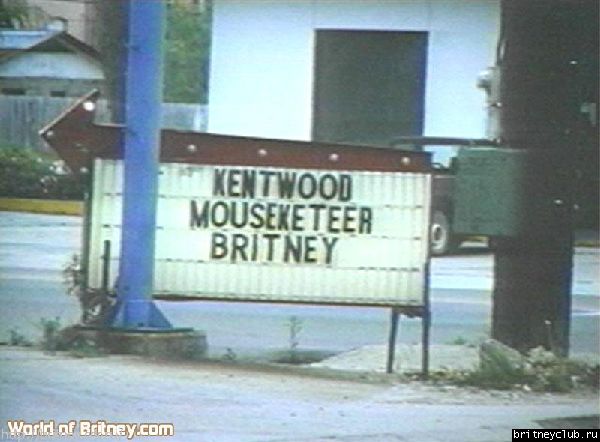 KENTWOOD
MOUSEKETEER
BRITNEY
World of Britney.com
britneyclub.ru